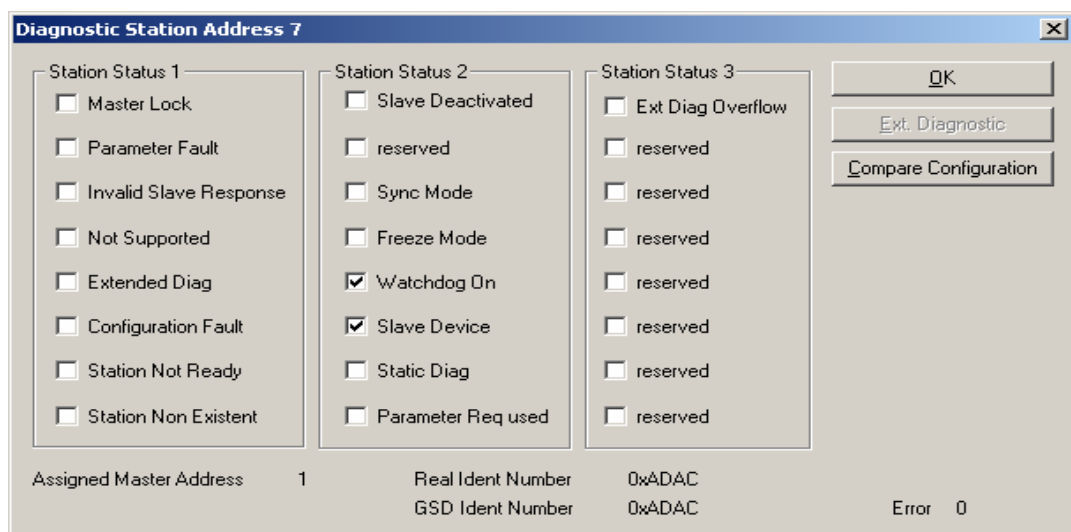 Diagnostic Station Address 7
Station Status 1
Master Lock
Parameter Fault
Invalid Slave Response
Not Supported
Extended Diag
Configuration Fault
Station Not Ready
Station Non Existent
Station Status 2
Slave Deactivated
reserved
Sync Mode
Freeze Mode
Watchdog On
Slave Device
Static Diag
Parameter Req used
Station Status 3
Ext Diag Overflow
reserved
reserved
reserved
reserved
reserved
reserved
reserved
OK
Ext. Diagnostic
Compare Configuration
Assigned Master Address 1
Real Ident Number 0xADAC
GSD Ident Number 0xADAC
Error 0